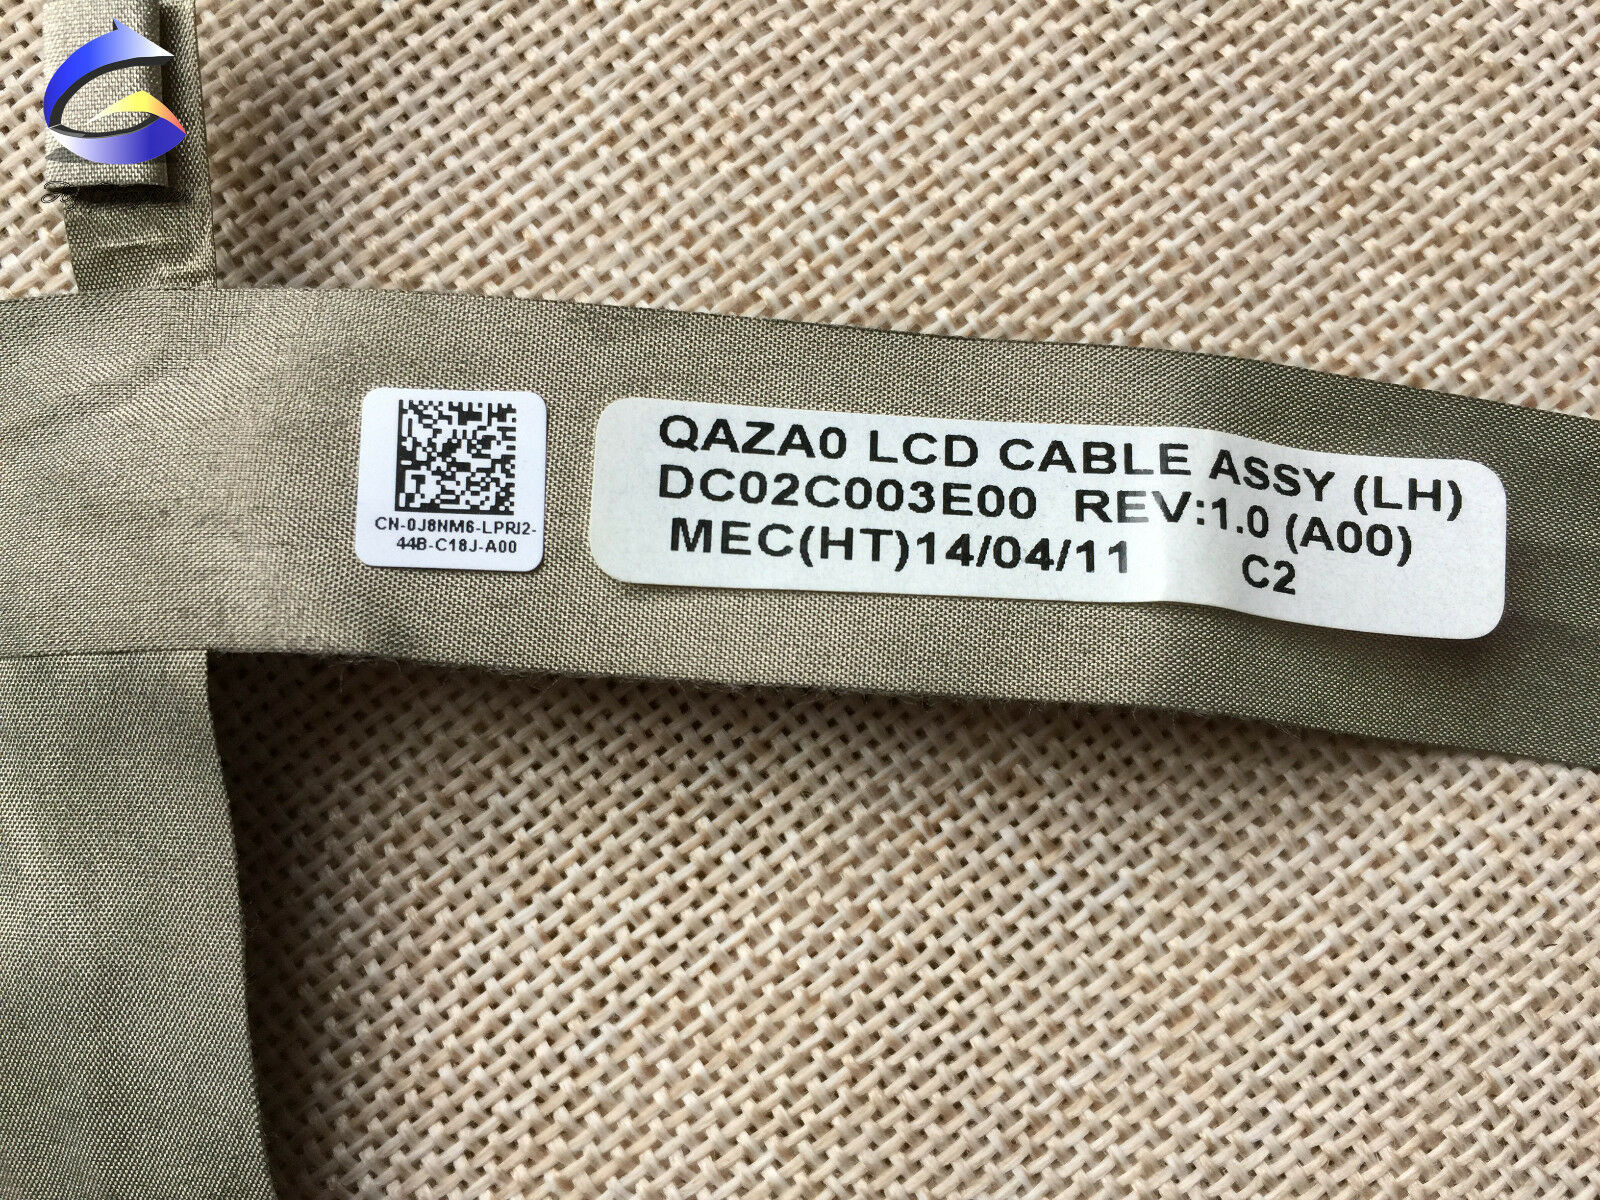 CN-0J8NM6-LPRI2-
44B-C18J-A00
QAZA0 LCD CABLE ASSY (LH)
DC02C003E00 REV:1.0 (A00)
MEC(HT)14/04/11 C2